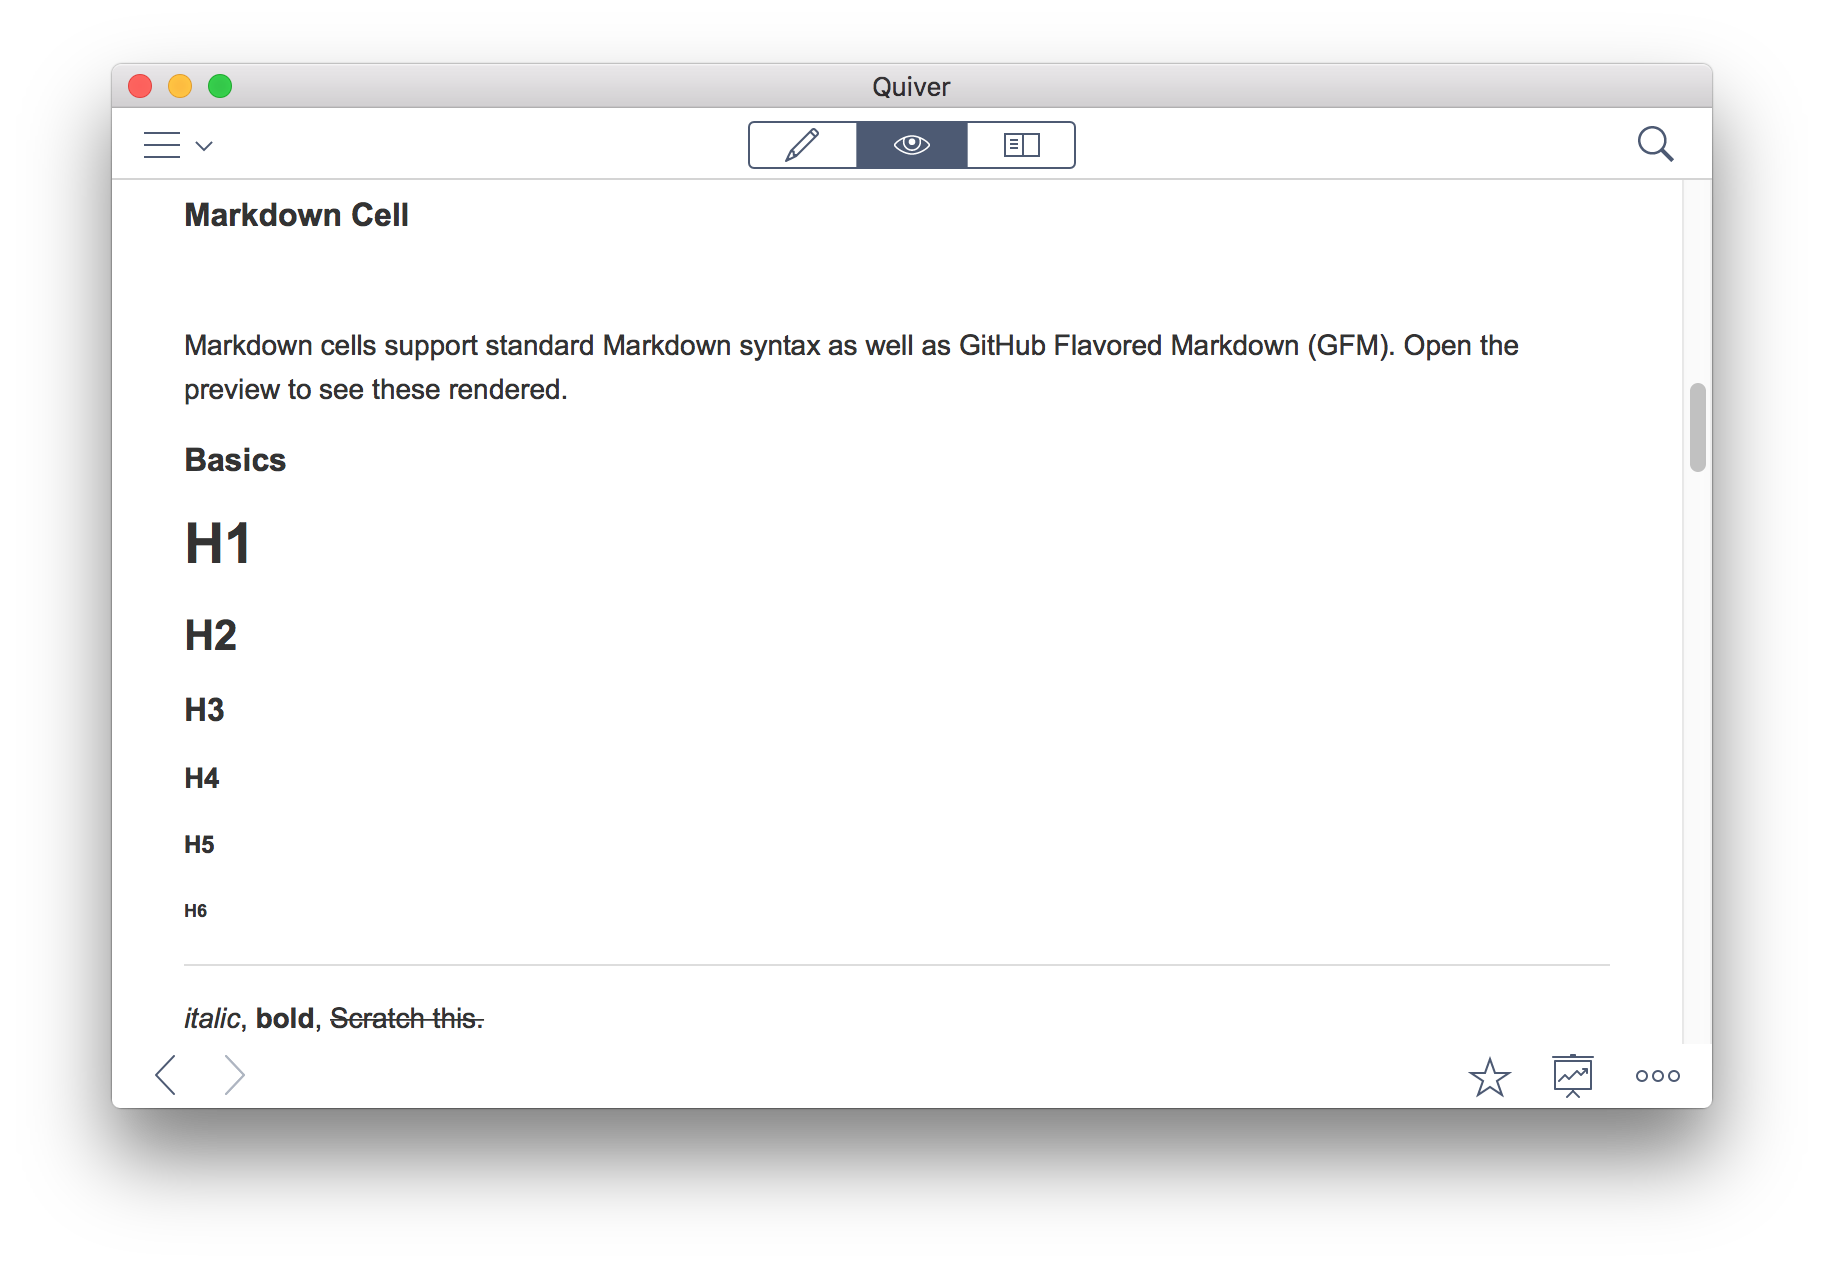 Quiver
Markdown Cell
Markdown cells support standard Markdown syntax as well as GitHub Flavored Markdown (GFM). Open the
preview to see these rendered.
Basics
H1
H2
H3
H4
H5
H6
italic, bold, Scratch this.